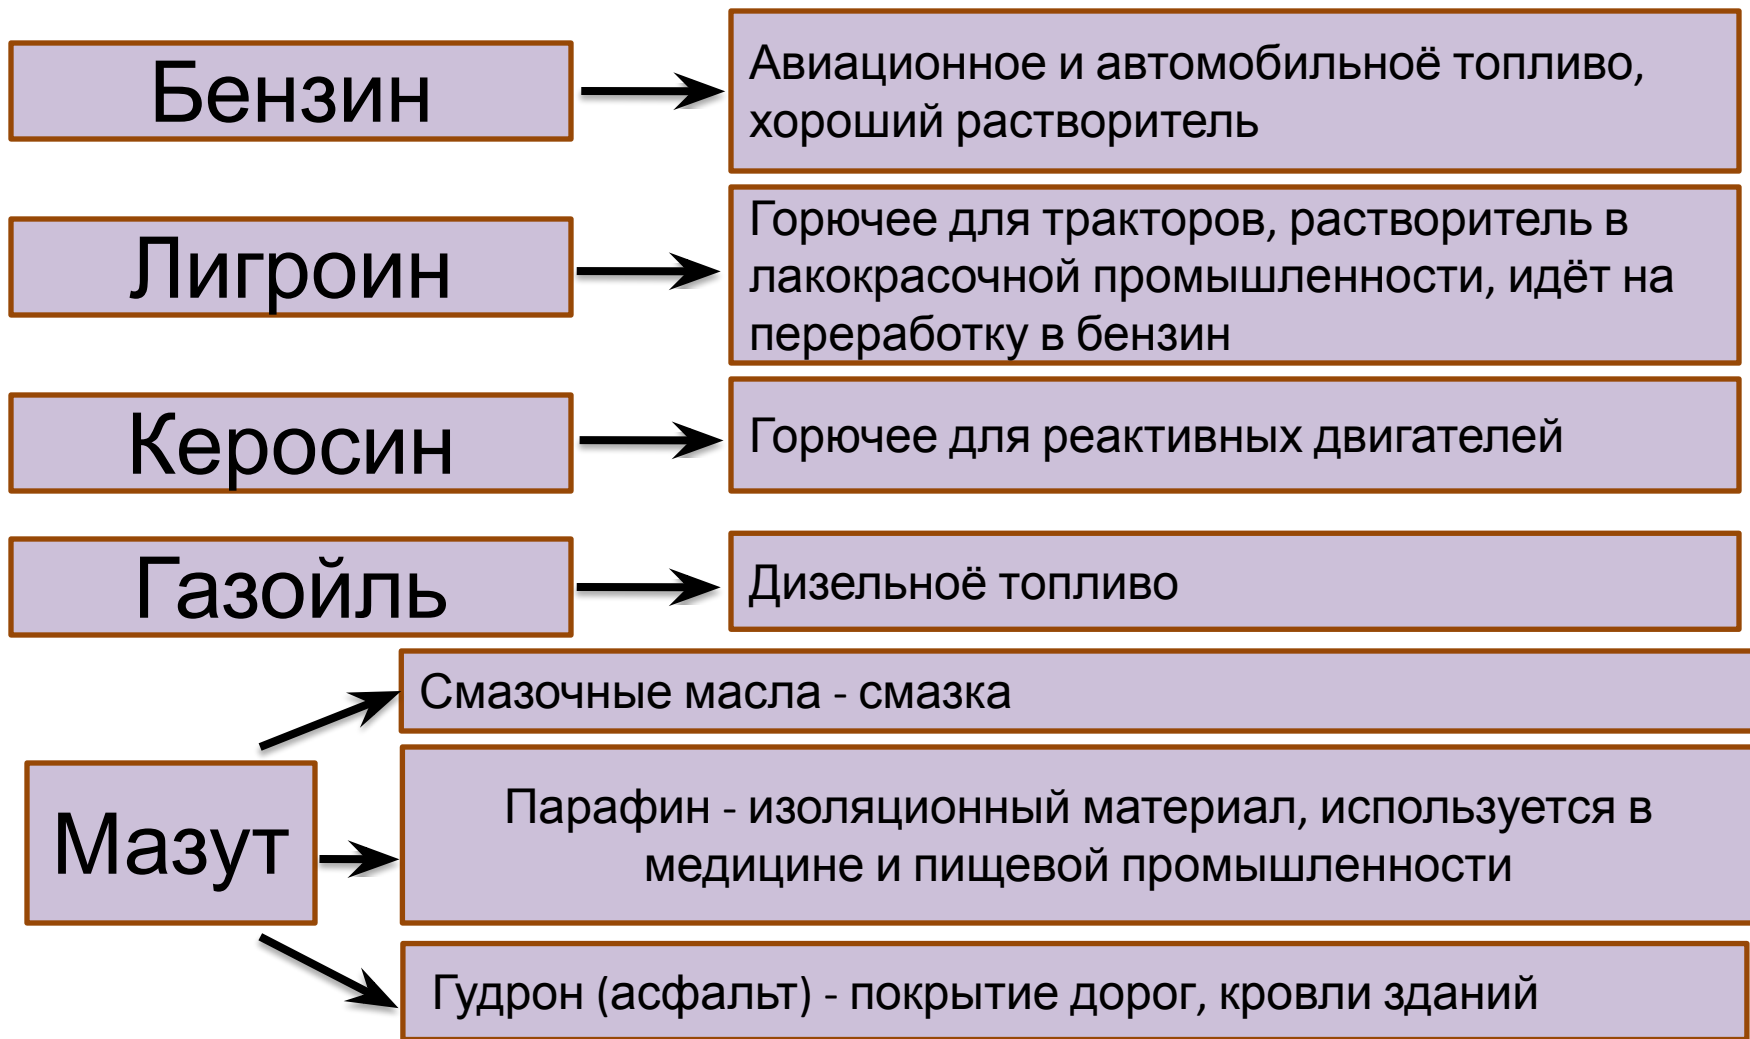 Бензин
Авиационное и автомобильноё топливо,
хороший растворитель
Лигроин
Горючее для тракторов, растворитель в
лакокрасочной промышленности, идёт на
переработку в бензин
Керосин
Горючее для реактивных двигателей
Газойль
Дизельноё топливо
Мазут
Смазочные масла - смазка
Парафин - изоляционный материал, используется в
медицине и пищевой промышленности
Гудрон (асфальт) - покрытие дорог, кровли зданий